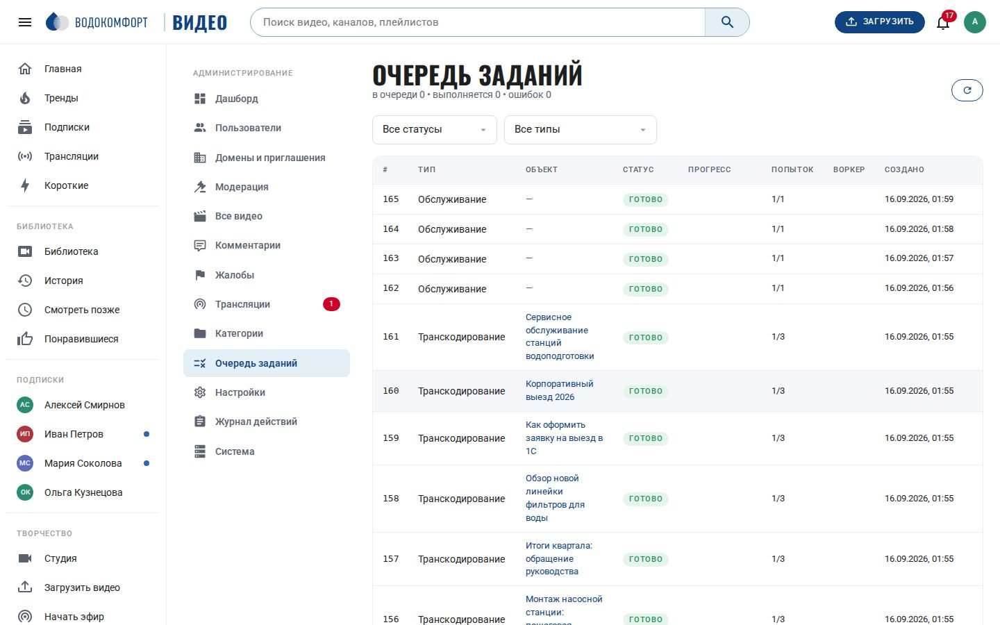 ВОДОКОМФОРТ
ВИДЕО
Поиск видео, каналов, плейлистов
ЗАГРУЗИТЬ
17
A
Главная
Тренды
Подписки
Трансляции
Короткие
БИБЛИОТЕКА
Библиотека
История
Смотреть позже
Понравившиеся
ПОДПИСКИ
АС Алексей Смирнов
ИП Иван Петров
МС Мария Соколова
ОК Ольга Кузнецова
ТВОРЧЕСТВО
Студия
Загрузить видео
Начать эфир
АДМИНИСТРИРОВАНИЕ
Дашборд
Пользователи
Домены и приглашения
Модерация
Все видео
Комментарии
Жалобы
Трансляции 1
Категории
Очередь заданий
Настройки
Журнал действий
Система
ОЧЕРЕДЬ ЗАДАНИЙ
в очереди 0 • выполняется 0 • ошибок 0
Все статусы
Все типы
# ТИП ОБЪЕКТ СТАТУС ПРОГРЕСС ПОПЫТОК ВОРКЕР СОЗДАНО
165 Обслуживание — ГОТОВО 1/1 16.09.2026, 01:59
164 Обслуживание — ГОТОВО 1/1 16.09.2026, 01:58
163 Обслуживание — ГОТОВО 1/1 16.09.2026, 01:57
162 Обслуживание — ГОТОВО 1/1 16.09.2026, 01:56
161 Транскодирование
Сервисное
обслуживание
станций
водоподготовки
ГОТОВО 1/3 16.09.2026, 01:55
160 Транскодирование
Корпоративный
выезд 2026
ГОТОВО 1/3 16.09.2026, 01:55
159 Транскодирование
Как оформить
заявку на выезд в
1С
ГОТОВО 1/3 16.09.2026, 01:55
158 Транскодирование
Обзор новой
линейки
фильтров для
воды
ГОТОВО 1/3 16.09.2026, 01:55
157 Транскодирование
Итоги квартала:
обращение
руководства
ГОТОВО 1/3 16.09.2026, 01:55
156 Транскодирование
Монтаж насосной
станции:
ГОТОВО 1/3 16.09.2026, 01:55